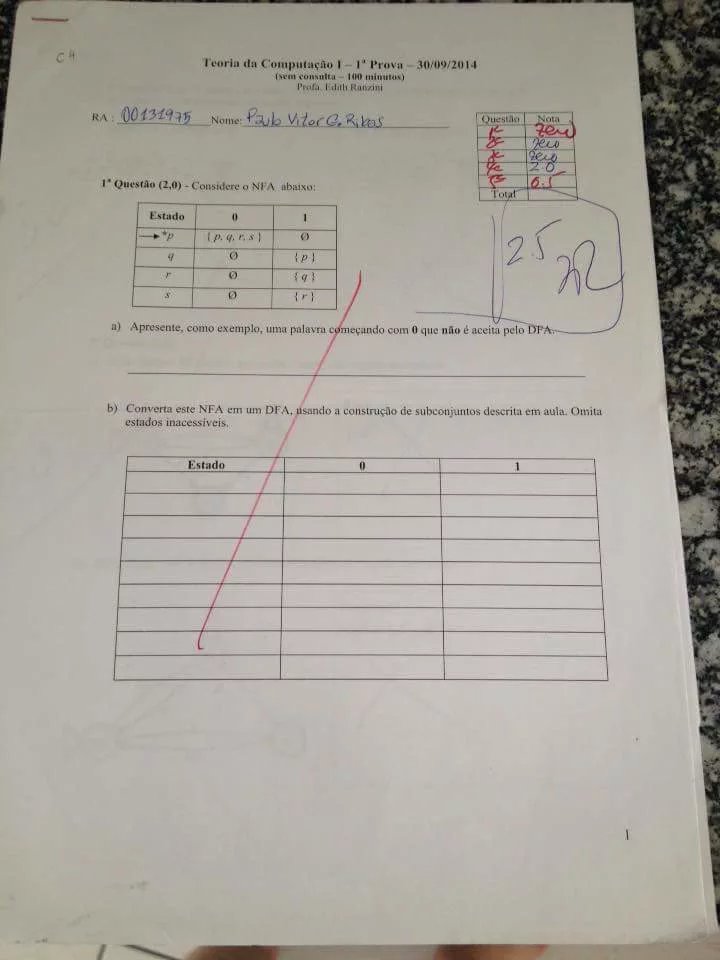 C4
Teoria da Computação I – 1ª Prova – 30/09/2014
(sem consulta – 100 minutos)
Profa. Edith Ranzini
RA : 00131975 Nome: Paulo Vitor G. Ribas
Questão Nota
1ª zero
2ª zero
3ª zero
4ª 2.0
5ª 0.5
Total
2.5
1ª Questão (2,0) - Considere o NFA abaixo:
Estado 0 1
→*p { p, q, r, s } Ø
q Ø { p }
r Ø { q }
s Ø { r }
a) Apresente, como exemplo, uma palavra começando com 0 que não é aceita pelo DFA.
b) Converta este NFA em um DFA, usando a construção de subconjuntos descrita em aula. Omita
estados inacessíveis.
Estado 0 1
1